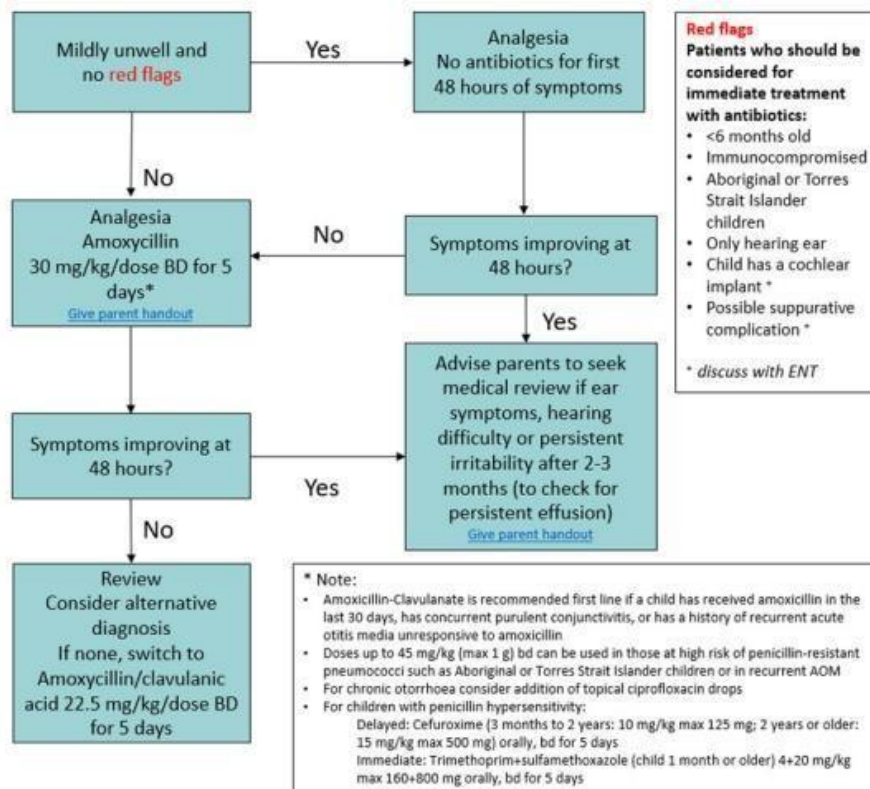 Mildly unwell and
no red flags
Yes
Analgesia
No antibiotics for first
48 hours of symptoms
No
Analgesia
Amoxycillin
30 mg/kg/dose BD for 5
days*
Give parent handout
No
Symptoms improving at
48 hours?
Yes
Advise parents to seek
medical review if ear
symptoms, hearing
difficulty or persistent
irritability after 2-3
months (to check for
persistent effusion)
Give parent handout
Symptoms improving at
48 hours?
Yes
No
Review
Consider alternative
diagnosis
If none, switch to
Amoxycillin/clavulanic
acid 22.5 mg/kg/dose BD
for 5 days
Red flags
Patients who should be
considered for
immediate treatment
with antibiotics:
• <6 months old
• Immunocompromised
• Aboriginal or Torres
Strait Islander
children
• Only hearing ear
• Child has a cochlear
implant +
• Possible suppurative
complication +
+ discuss with ENT
* Note:
• Amoxicillin-Clavulanate is recommended first line if a child has received amoxicillin in the
last 30 days, has concurrent purulent conjunctivitis, or has a history of recurrent acute
otitis media unresponsive to amoxicillin
• Doses up to 45 mg/kg (max 1 g) bd can be used in those at high risk of penicillin-resistant
pneumococci such as Aboriginal or Torres Strait Islander children or in recurrent AOM
• For chronic otorrhoea consider addition of topical ciprofloxacin drops
• For children with penicillin hypersensitivity:
Delayed: Cefuroxime (3 months to 2 years: 10 mg/kg max 125 mg; 2 years or older:
15 mg/kg max 500 mg) orally, bd for 5 days
Immediate: Trimethoprim+sulfamethoxazole (child 1 month or older) 4+20 mg/kg
max 160+800 mg orally, bd for 5 days